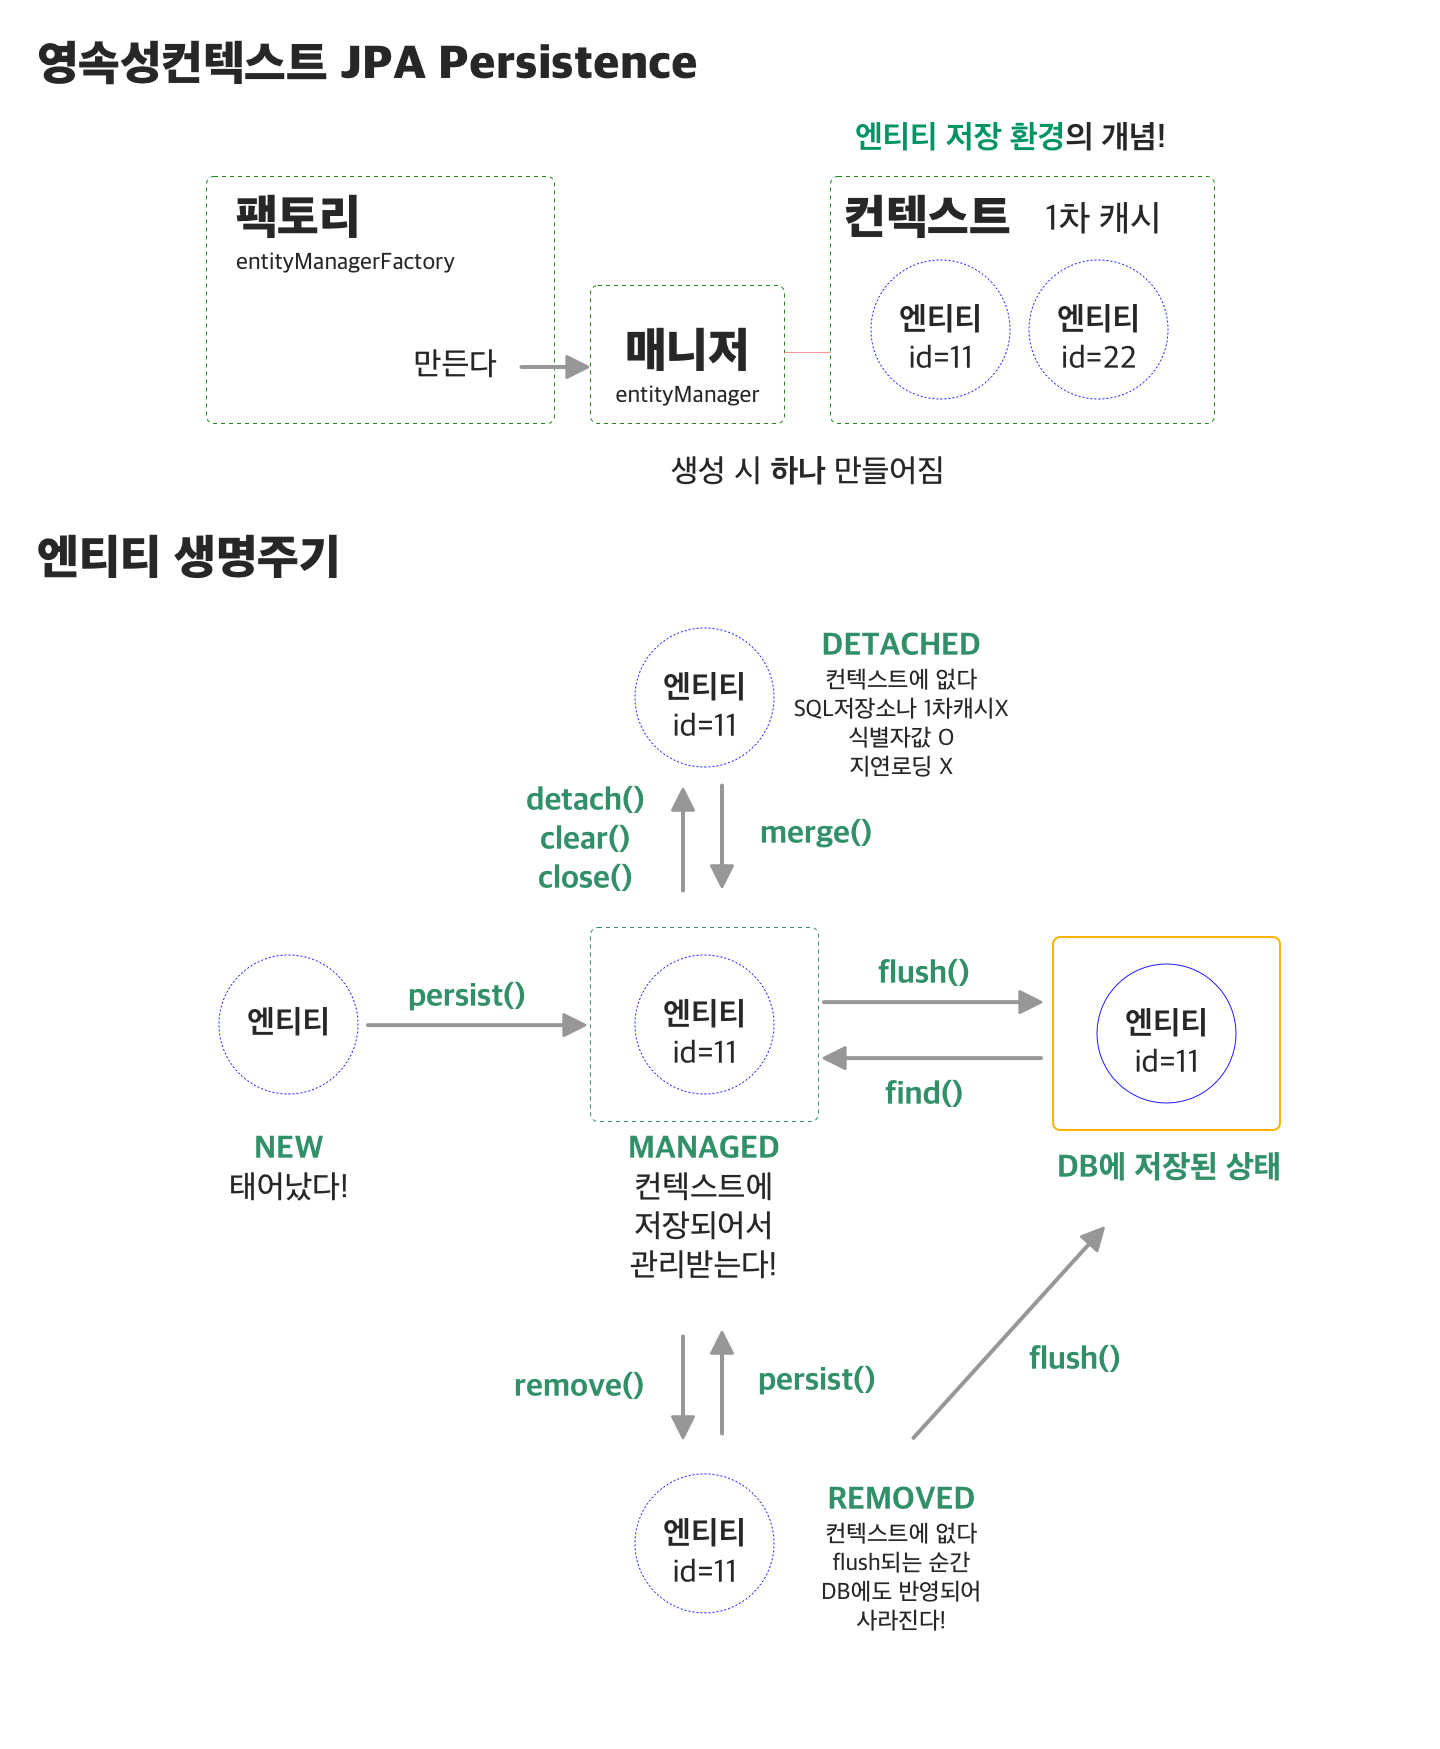 영속성컨텍스트 JPA Persistence
엔티티 저장 환경의 개념!
팩토리
entityManagerFactory
만든다
매니저
entityManager
컨텍스트 1차 캐시
엔티티
id=11
엔티티
id=22
생성 시 하나 만들어짐
엔티티 생명주기
엔티티
id=11
DETACHED
컨텍스트에 없다
SQL저장소나 1차캐시X
식별자값 O
지연로딩 X
detach()
clear()
close()
merge()
엔티티
persist()
엔티티
id=11
flush()
find()
엔티티
id=11
NEW
태어났다!
MANAGED
컨텍스트에
저장되어서
관리받는다!
DB에 저장된 상태
remove()
persist()
flush()
엔티티
id=11
REMOVED
컨텍스트에 없다
flush되는 순간
DB에도 반영되어
사라진다!